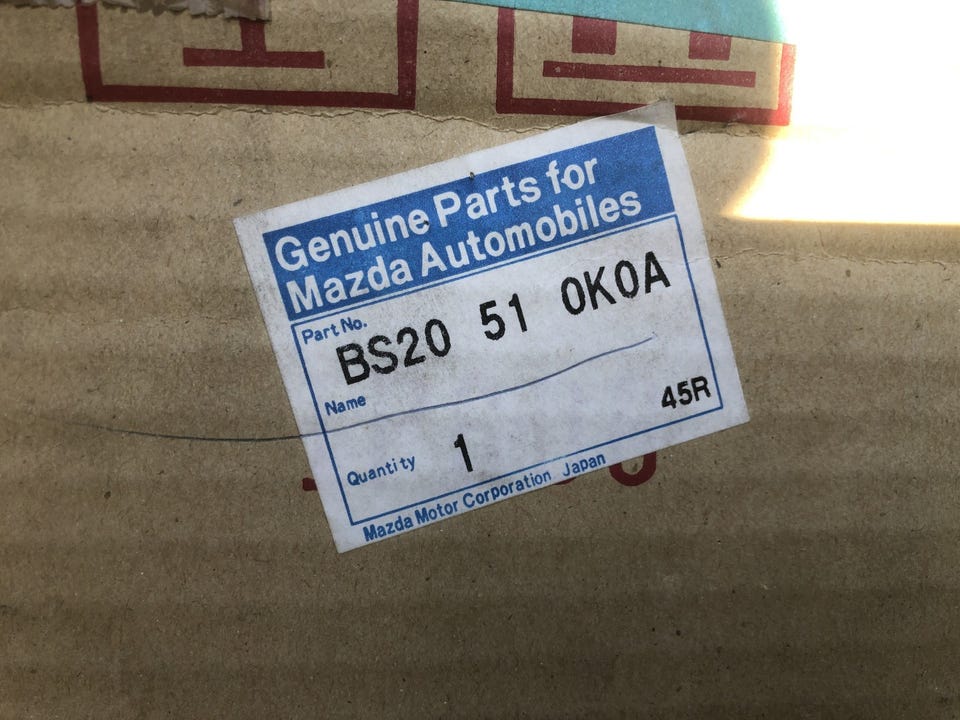 Genuine Parts for
Mazda Automobiles
Part No.
BS20 51 0K0A
Name
45R
Quantity 1
Mazda Motor Corporation Japan